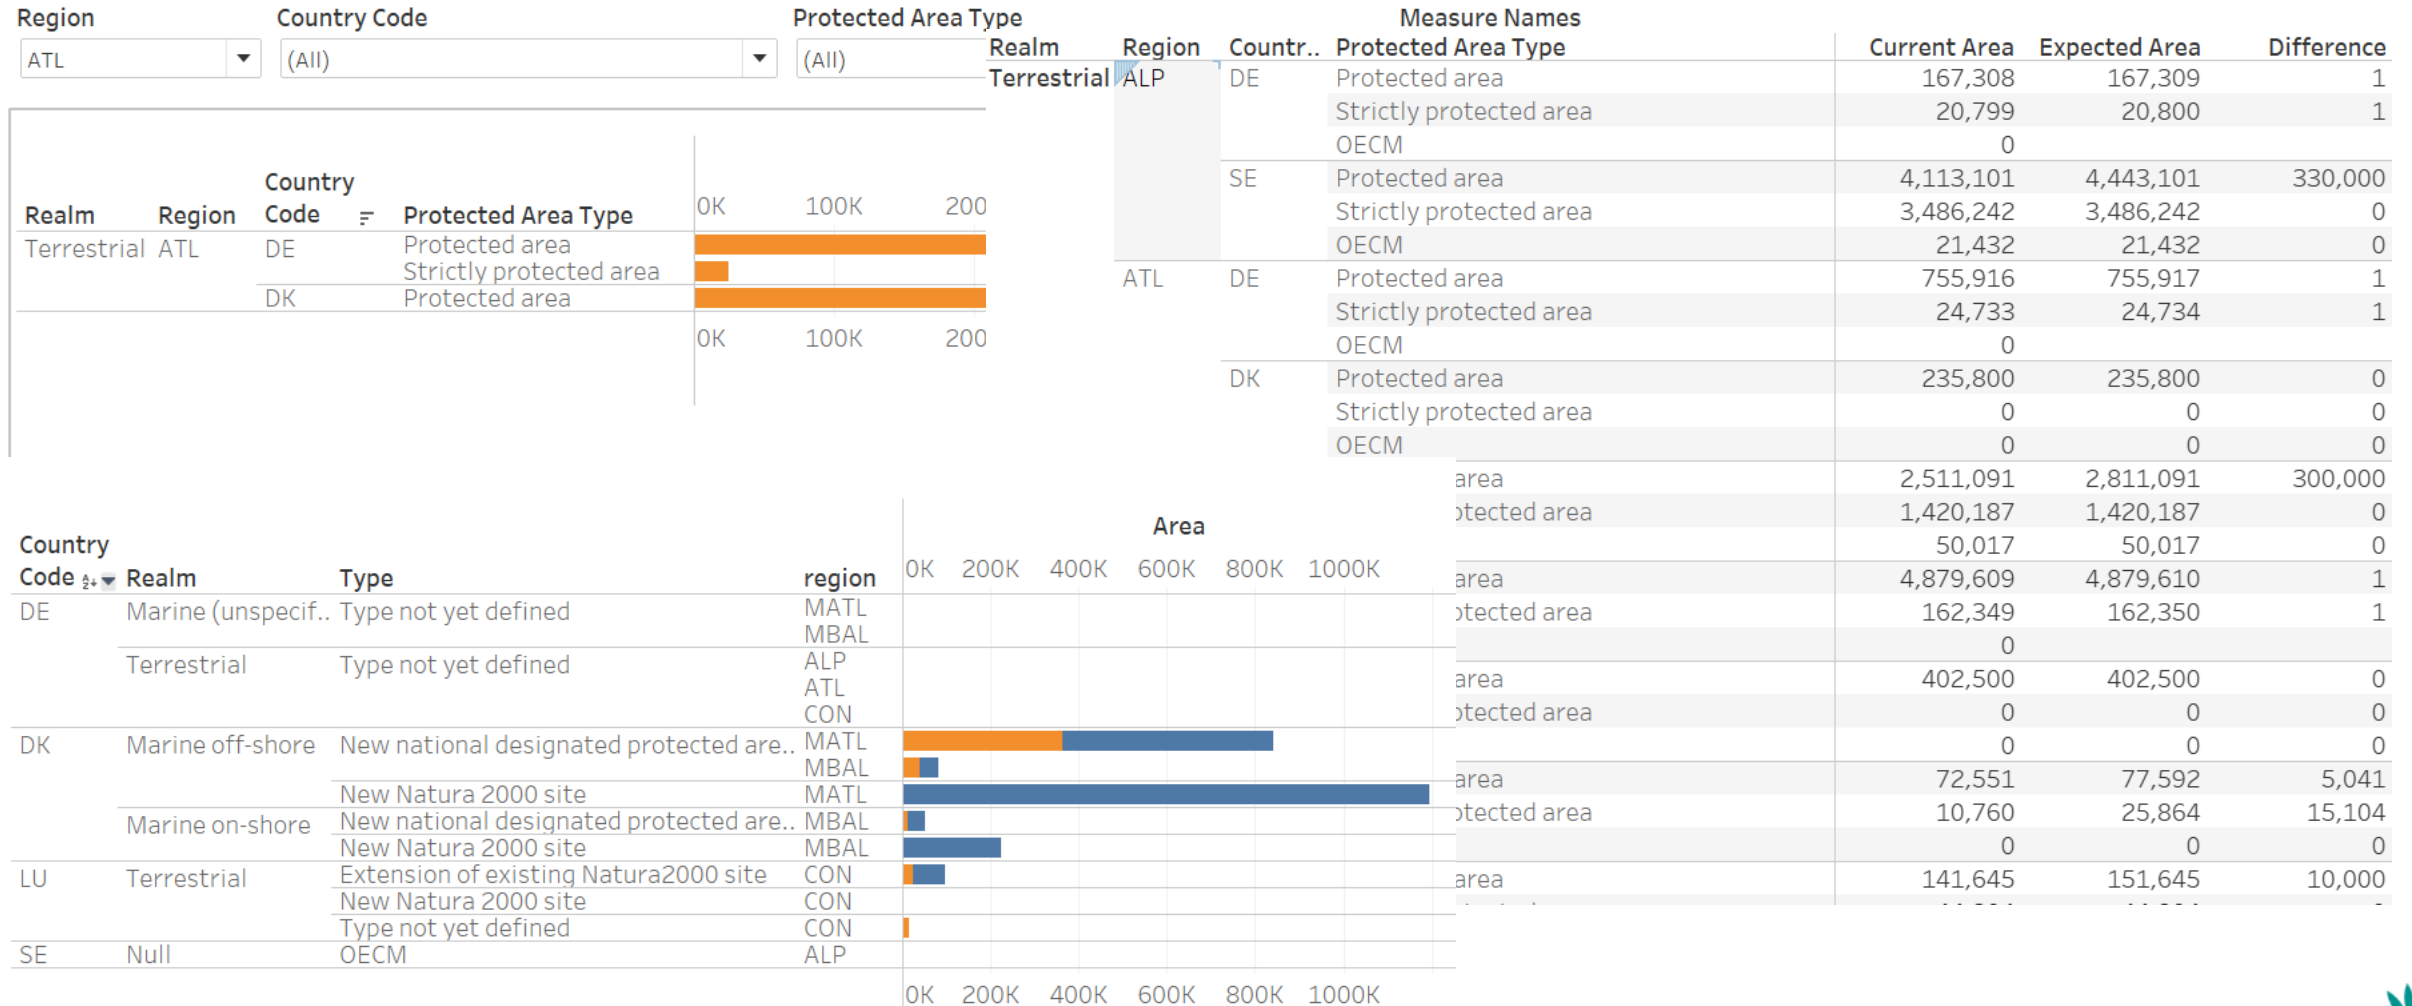 Region Country Code Protected Area Type
ATL (All) (All)
Country
Realm Region Code Protected Area Type
0K 100K 200
Terrestrial ATL DE Protected area
Strictly protected area
DK Protected area
0K 100K 200
Measure Names
Realm Region Countr.. Protected Area Type Current Area Expected Area Difference
Terrestrial ALP DE Protected area 167,308 167,309 1
Strictly protected area 20,799 20,800 1
OECM 0
SE Protected area 4,113,101 4,443,101 330,000
Strictly protected area 3,486,242 3,486,242 0
OECM 21,432 21,432 0
ATL DE Protected area 755,916 755,917 1
Strictly protected area 24,733 24,734 1
OECM 0
DK Protected area 235,800 235,800 0
Strictly protected area 0 0 0
OECM 0 0 0
area 2,511,091 2,811,091 300,000
otected area 1,420,187 1,420,187 0
50,017 50,017 0
area 4,879,609 4,879,610 1
otected area 162,349 162,350 1
0
area 402,500 402,500 0
otected area 0 0 0
0 0 0
area 72,551 77,592 5,041
otected area 10,760 25,864 15,104
0 0 0
area 141,645 151,645 10,000
Area
Country
Code Realm Type region
0K 200K 400K 600K 800K 1000K
DE Marine (unspecif.. Type not yet defined MATL
MBAL
Terrestrial Type not yet defined ALP
ATL
CON
DK Marine off-shore New national designated protected are.. MATL
MBAL
New Natura 2000 site MATL
Marine on-shore New national designated protected are.. MBAL
New Natura 2000 site MBAL
LU Terrestrial Extension of existing Natura2000 site CON
New Natura 2000 site CON
Type not yet defined CON
SE Null OECM ALP
0K 200K 400K 600K 800K 1000K